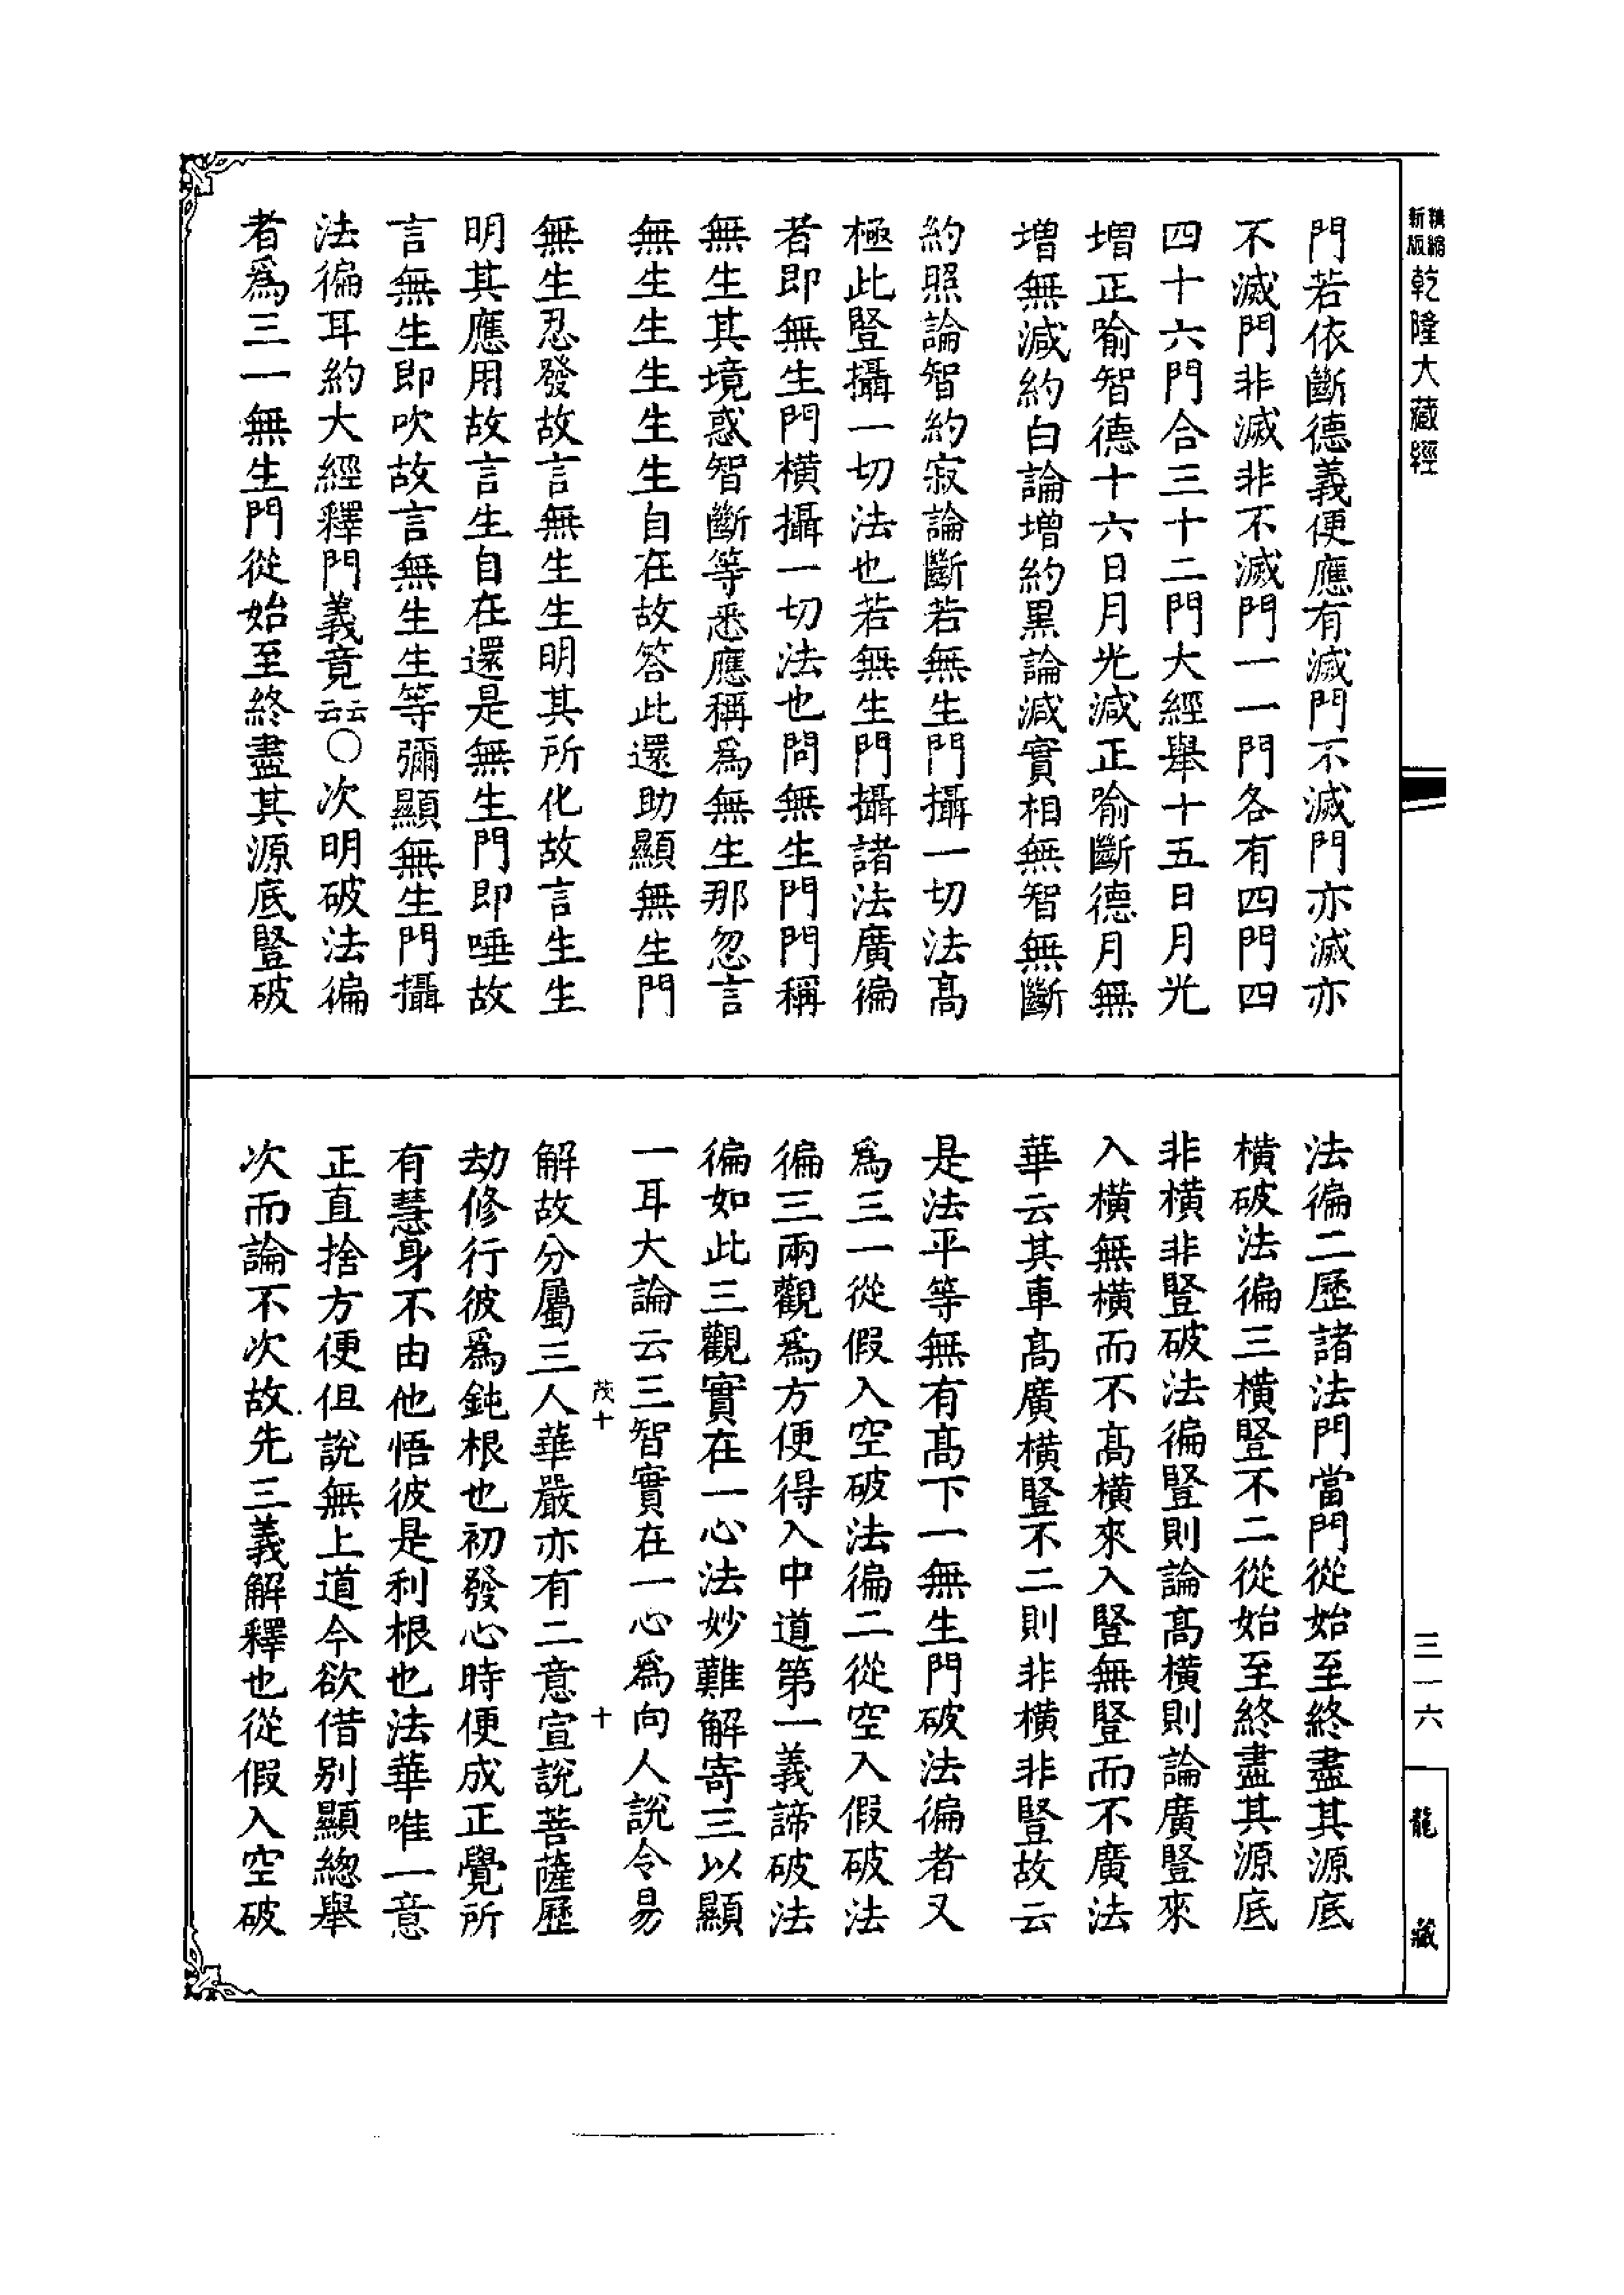 精縮新版
乾隆大藏經
門若依斷德義便應有滅門不滅門亦滅亦
不滅門非滅非不滅門一一門各有四門四
四十六門合三十二門大經舉十五日月光
增正喻智德十六日月光減正喻斷德月無
增無減約白論增約黑論減實相無智無斷
約照論智約寂論斷若無生門攝一切法高
極此豎攝一切法也若無生門攝諸法廣徧
者即無生門橫攝一切法也問無生門門稱
無生其境惑智斷等悉應稱爲無生那忽言
無生生生生生自在故答此還助顯無生門
無生忍發故言無生生明其所化故言生生
明其應用故言生自在還是無生門即唾故
言無生即吹故言無生生等彌顯無生門攝
法徧耳約大經釋門義竟云云○次明破法徧
者爲三一無生門從始至終盡其源底豎破
法徧二歷諸法門當門從始至終盡其源底
橫破法徧三橫豎不二從始至終盡其源底
非橫非豎破法徧豎則論高橫則論廣豎來
入橫無橫而不高橫來入豎無豎而不廣法
華云其車高廣橫豎不二則非橫非豎故云
是法平等無有高下一無生門破法徧者又
爲三一從假入空破法徧二從空入假破法
徧三兩觀爲方便得入中道第一義諦破法
徧如此三觀實在一心法妙難解寄三以顯
一耳大論云三智實在一心爲向人說令易
茂十
十
解故分屬三人華嚴亦有二意宣說菩薩歷
劫修行彼爲鈍根也初發心時便成正覺所
有慧身不由他悟彼是利根也法華唯一意
正直捨方便但說無上道今欲借別顯總舉
次而論不次故先三義解釋也從假入空破
三一六
龍藏